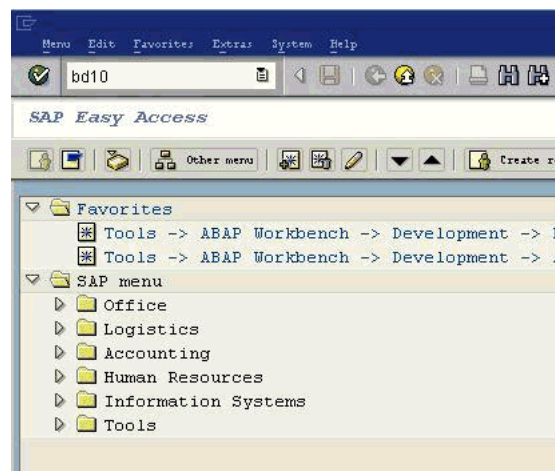 Menu Edit Favorites Extras System Help
bd10
SAP Easy Access
Other menu Create
Favorites
Tools -> ABAP Workbench -> Development ->
Tools -> ABAP Workbench -> Development ->
SAP menu
Office
Logistics
Accounting
Human Resources
Information Systems
Tools